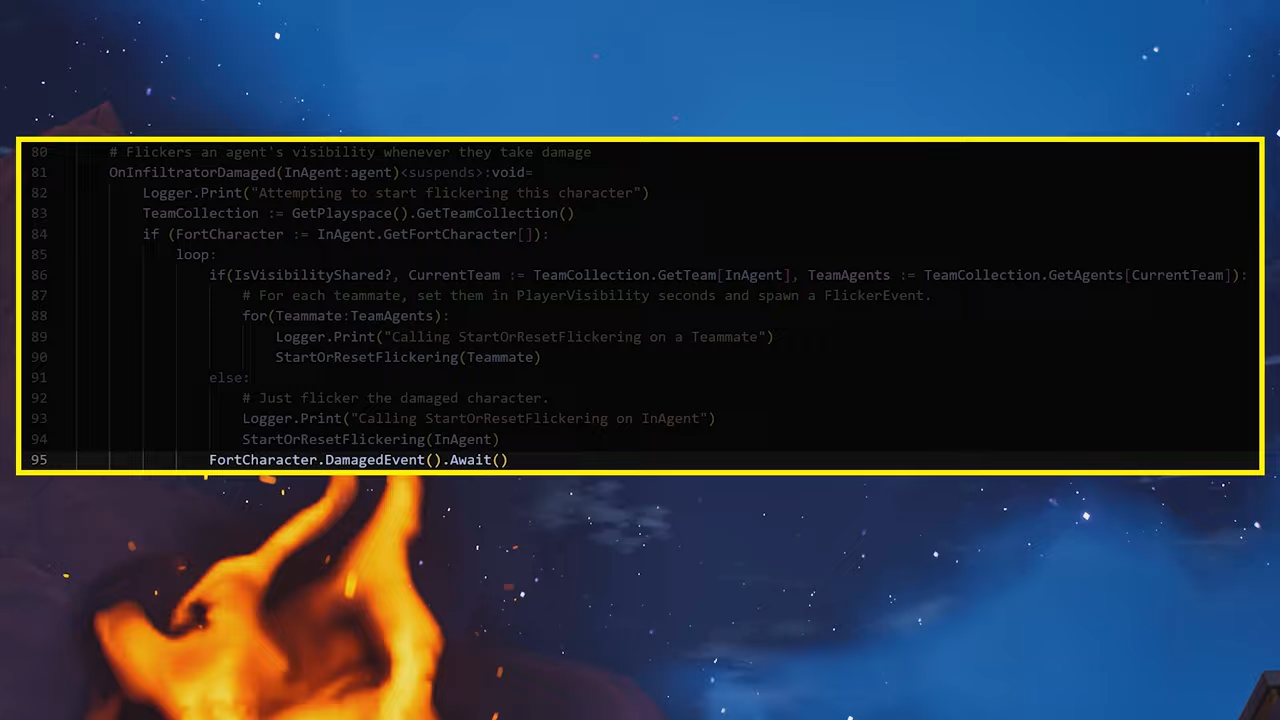 80 # Flickers an agent's visibility whenever they take damage
81 OnInfiltratorDamaged(InAgent:agent)<suspends>:void=
82 Logger.Print("Attempting to start flickering this character")
83 TeamCollection := GetPlayspace().GetTeamCollection()
84 if (FortCharacter := InAgent.GetFortCharacter[]):
85 loop:
86 if(IsVisibilityShared?, CurrentTeam := TeamCollection.GetTeam[InAgent], TeamAgents := TeamCollection.GetAgents[CurrentTeam]):
87 # For each teammate, set them in PlayerVisibility seconds and spawn a FlickerEvent.
88 for(Teammate:TeamAgents):
89 Logger.Print("Calling StartOrResetFlickering on a Teammate")
90 StartOrResetFlickering(Teammate)
91 else:
92 # Just flicker the damaged character.
93 Logger.Print("Calling StartOrResetFlickering on InAgent")
94 StartOrResetFlickering(InAgent)
95 FortCharacter.DamagedEvent().Await()